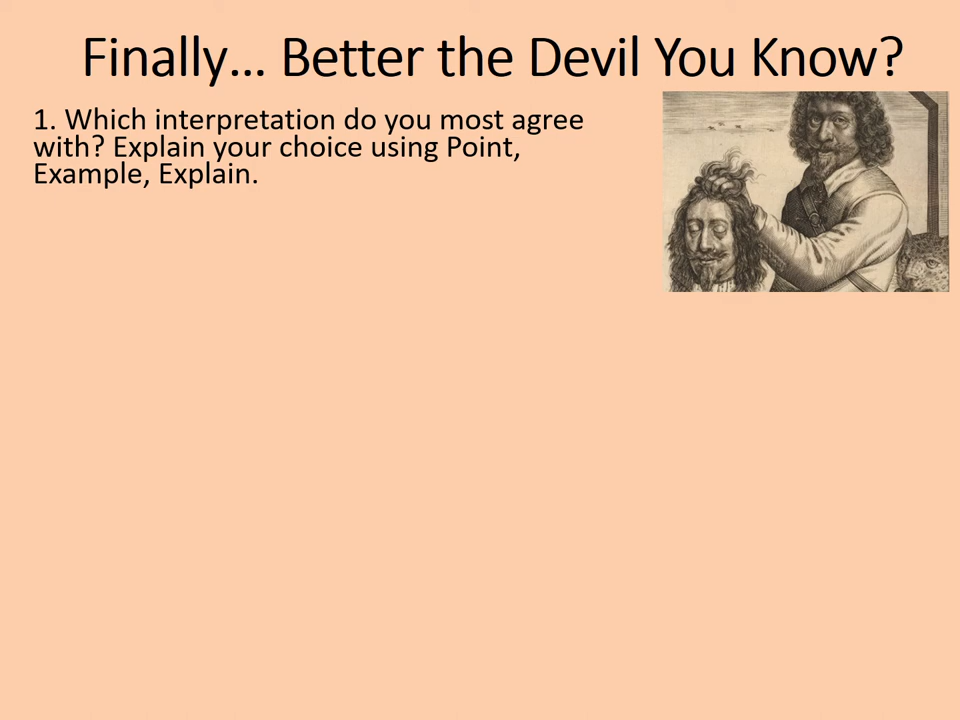 Finally… Better the Devil You Know?
1. Which interpretation do you most agree
with? Explain your choice using Point,
Example, Explain.